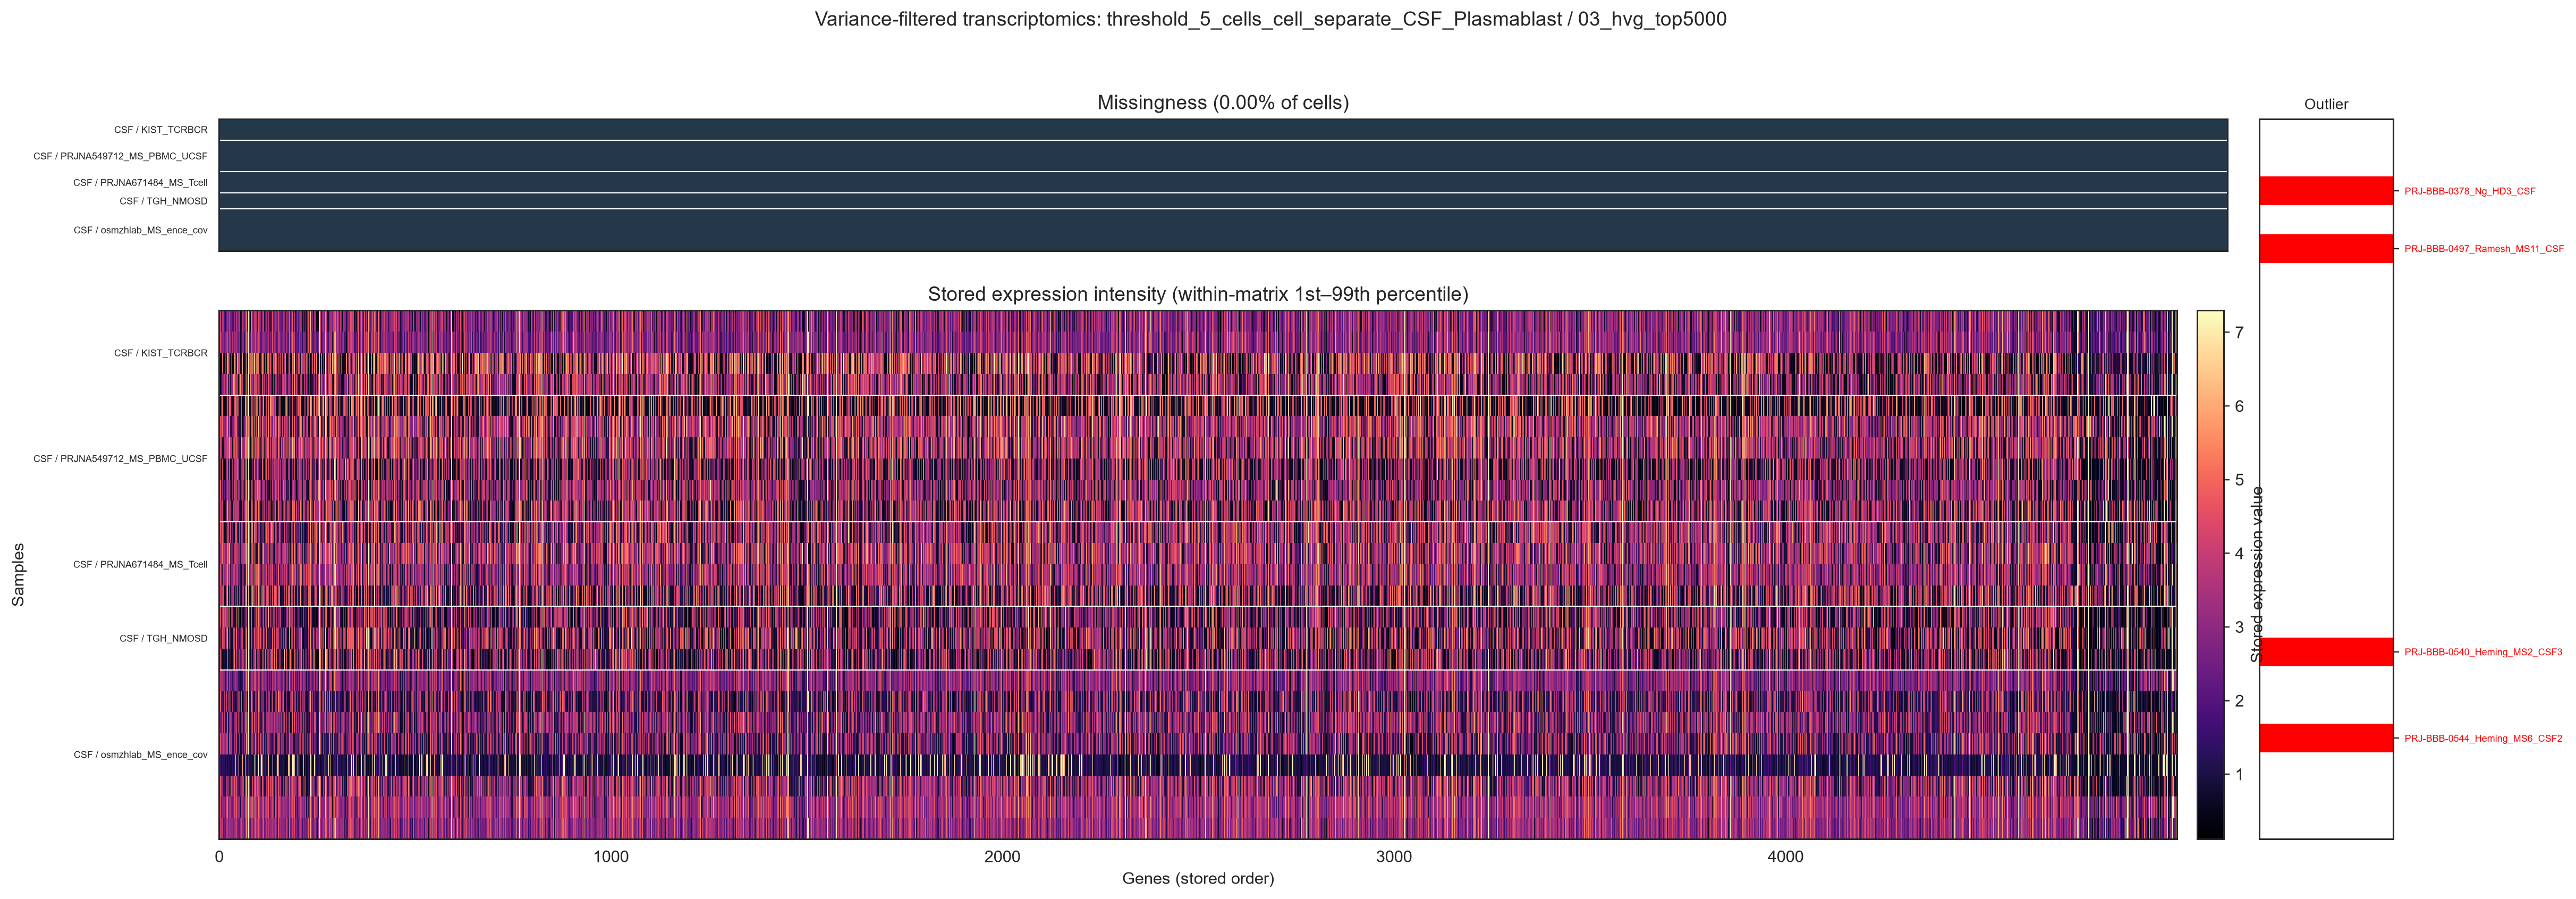 Variance-filtered transcriptomics: threshold_5_cells_cell_separate_CSF_Plasmablast / 03_hvg_top5000
Missingness (0.00% of cells)
Outlier
CSF / KIST_TCRBCR
CSF / PRJNA549712_MS_PBMC_UCSF
CSF / PRJNA671484_MS_Tcell
CSF / TGH_NMOSD
CSF / osmzhlab_MS_ence_cov
PRJ-BBB-0378_Ng_HD3_CSF
PRJ-BBB-0497_Ramesh_MS11_CSF
PRJ-BBB-0540_Heming_MS2_CSF3
PRJ-BBB-0544_Heming_MS6_CSF2
Stored expression intensity (within-matrix 1st–99th percentile)
Samples
CSF / KIST_TCRBCR
CSF / PRJNA549712_MS_PBMC_UCSF
CSF / PRJNA671484_MS_Tcell
CSF / TGH_NMOSD
CSF / osmzhlab_MS_ence_cov
7
6
5
4
3
2
1
Stored expression value
0 1000 2000 3000 4000
Genes (stored order)